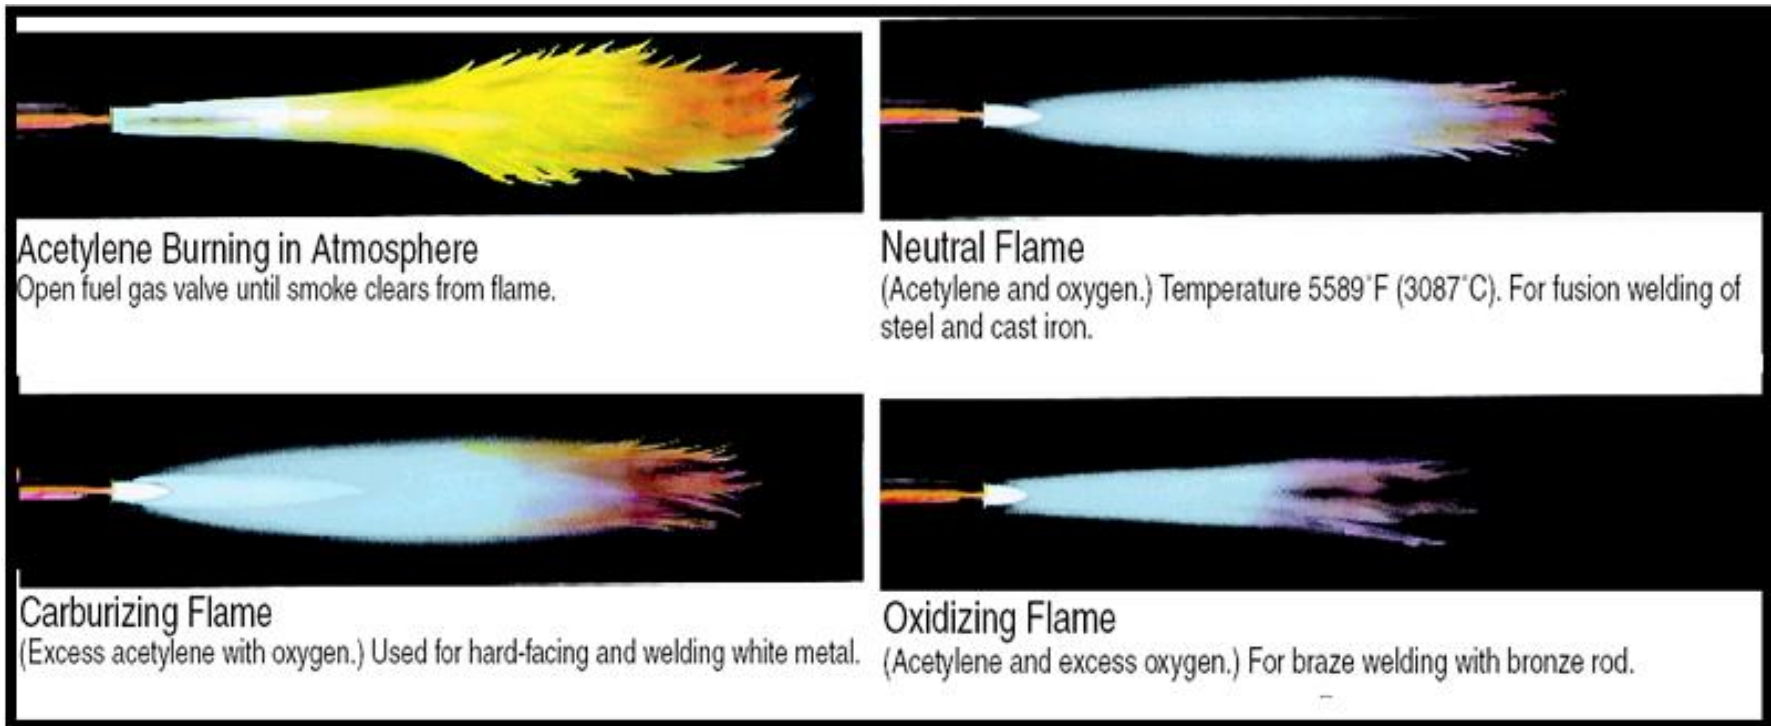 Acetylene Burning in Atmosphere
Open fuel gas valve until smoke clears from flame.
Neutral Flame
(Acetylene and oxygen.) Temperature 5589˚F (3087˚C). For fusion welding of
steel and cast iron.
Carburizing Flame
(Excess acetylene with oxygen.) Used for hard-facing and welding white metal.
Oxidizing Flame
(Acetylene and excess oxygen.) For braze welding with bronze rod.